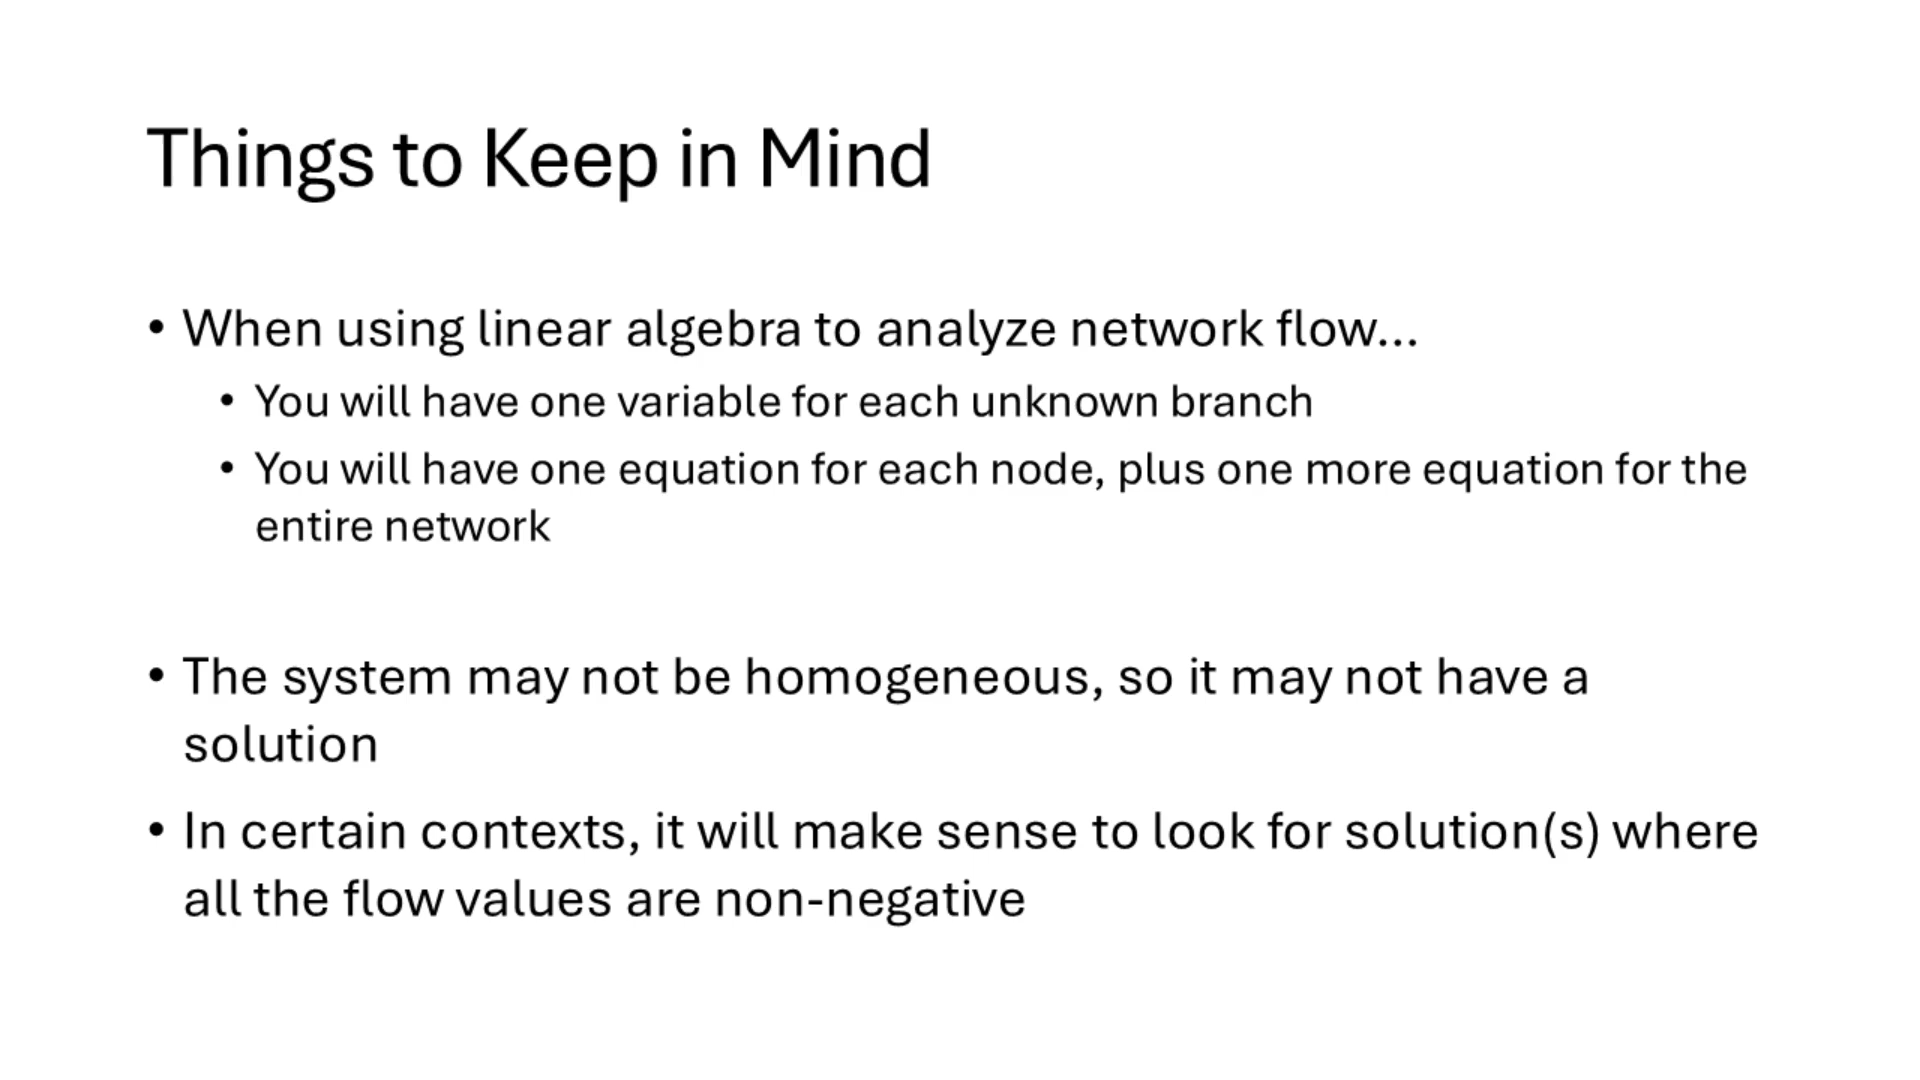 Things to Keep in Mind
• When using linear algebra to analyze network flow...
• You will have one variable for each unknown branch
• You will have one equation for each node, plus one more equation for the
entire network
• The system may not be homogeneous, so it may not have a
solution
• In certain contexts, it will make sense to look for solution(s) where
all the flow values are non-negative